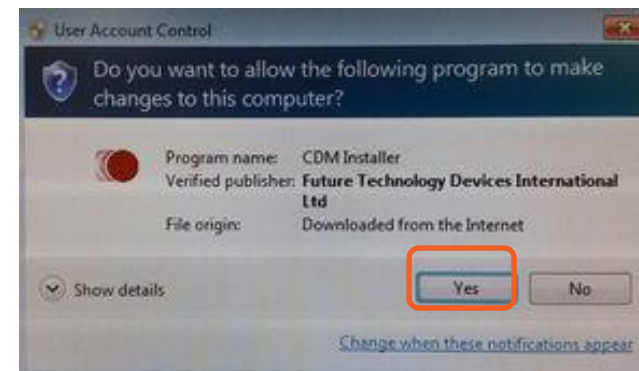 User Account Control
Do you want to allow the following program to make
changes to this computer?
Program name: CDM Installer
Verified publisher: Future Technology Devices International
Ltd
File origin: Downloaded from the Internet
Show details
Yes
No
Change when these notifications appear